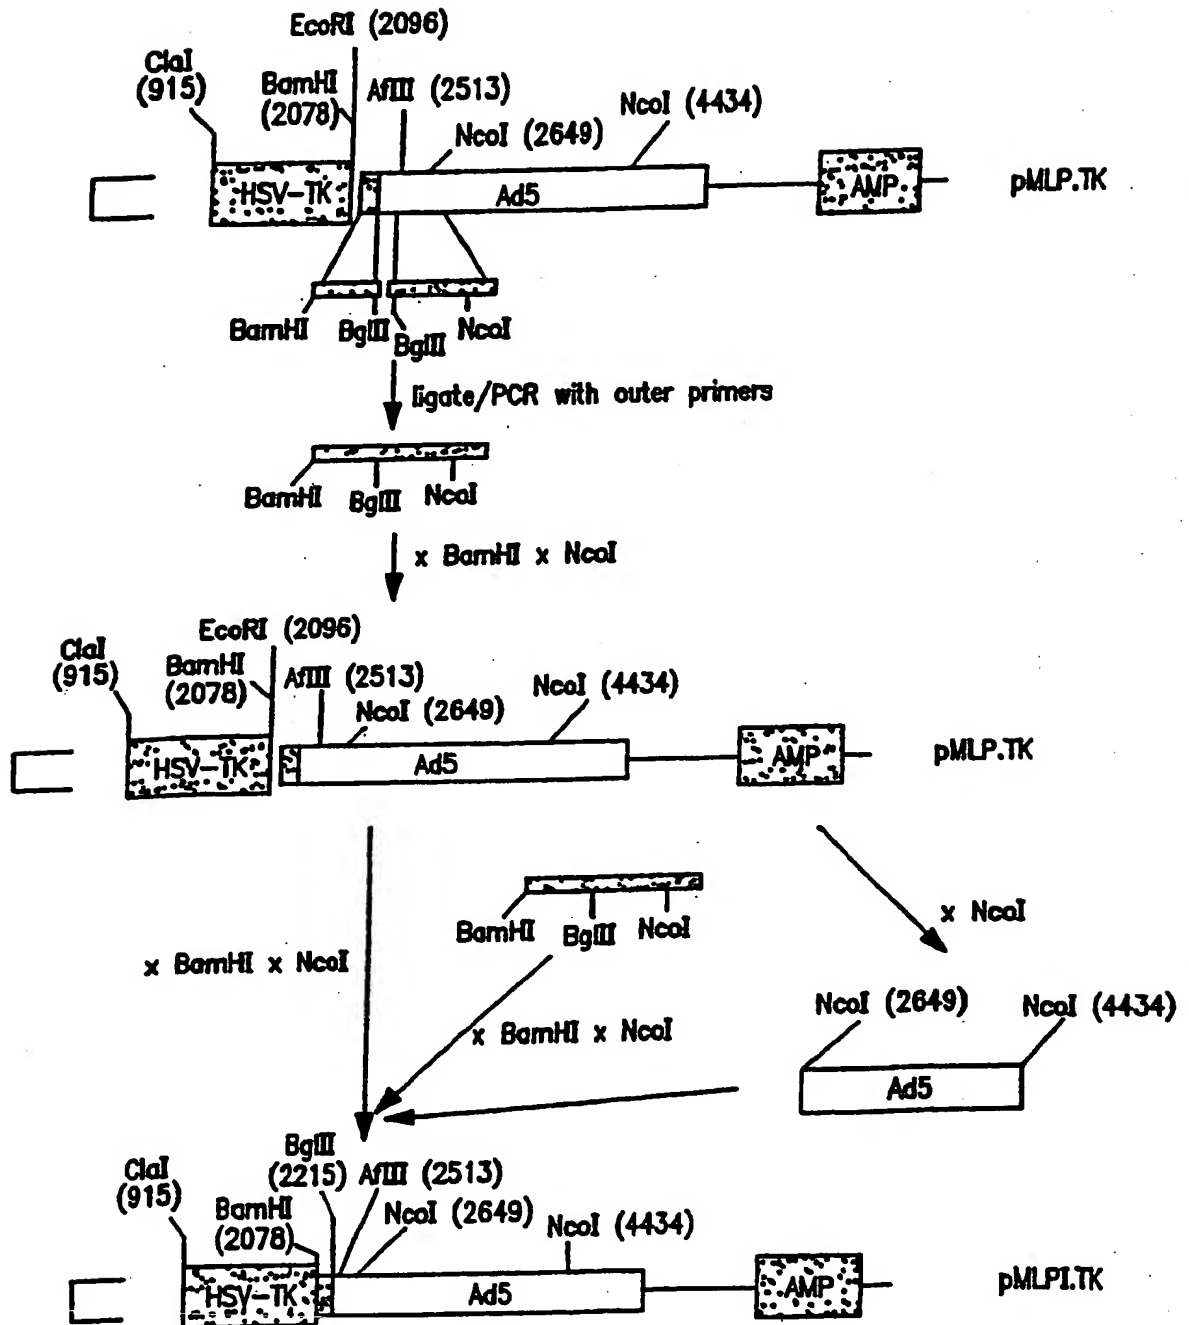 EcoRI (2096)
ClaI
(915)
BamHI
(2078)
AflII (2513)
NcoI (2649)
NcoI (4434)
HSV-TK
Ad5
AMP
pMLP.TK
BamHI
BglII
BglII
NcoI
ligate/PCR with outer primers
BamHI
BglII
NcoI
x BamHI x NcoI
EcoRI (2096)
ClaI
(915)
BamHI
(2078)
AflII (2513)
NcoI (2649)
NcoI (4434)
HSV-TK
Ad5
AMP
pMLP.TK
BamHI
BglII
NcoI
x NcoI
x BamHI x NcoI
x BamHI x NcoI
NcoI (2649)
NcoI (4434)
Ad5
BglII
(2215)
AflII (2513)
ClaI
(915)
BamHI
(2078)
NcoI (2649)
NcoI (4434)
HSV-TK
Ad5
AMP
pMLPI.TK